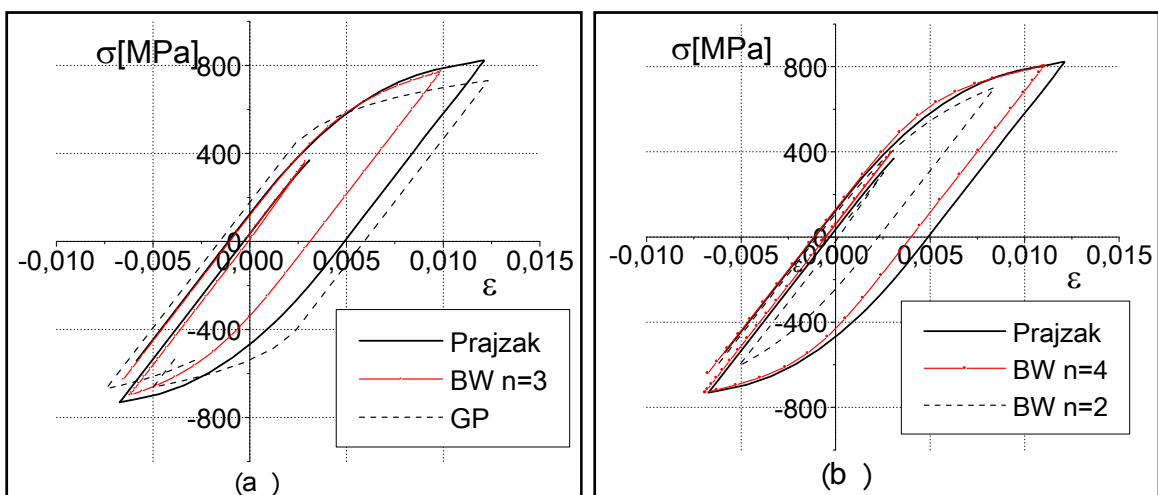 σ[MPa]
800
400
0
-0,010 -0,005 0,000 0,005 0,010 0,015
ε
-400
-800
Prajzak
BW n=3
GP
(a )
σ[MPa]
800
400
0
-0,010 -0,005 0,000 0,005 0,010 0,015
ε
-400
-800
Prajzak
BW n=4
BW n=2
(b )